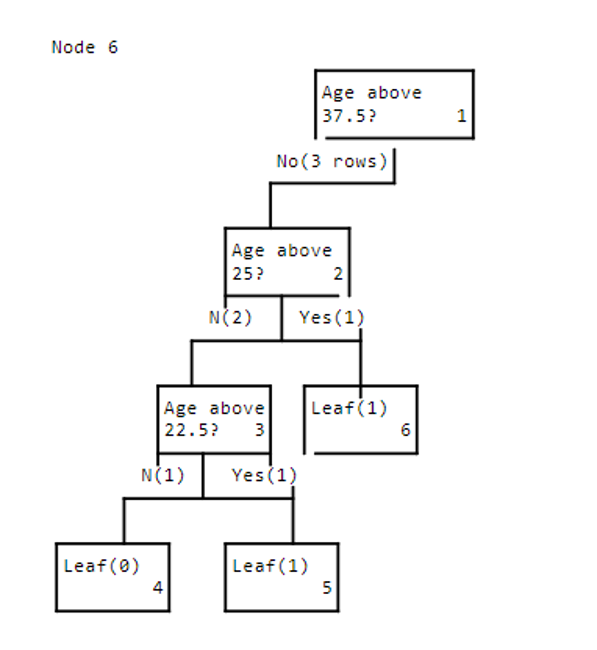 Node 6
Age above
37.5? 1
No(3 rows)
Age above
25? 2
N(2) Yes(1)
Age above
22.5? 3
Leaf(1)
6
N(1) Yes(1)
Leaf(0)
4
Leaf(1)
5